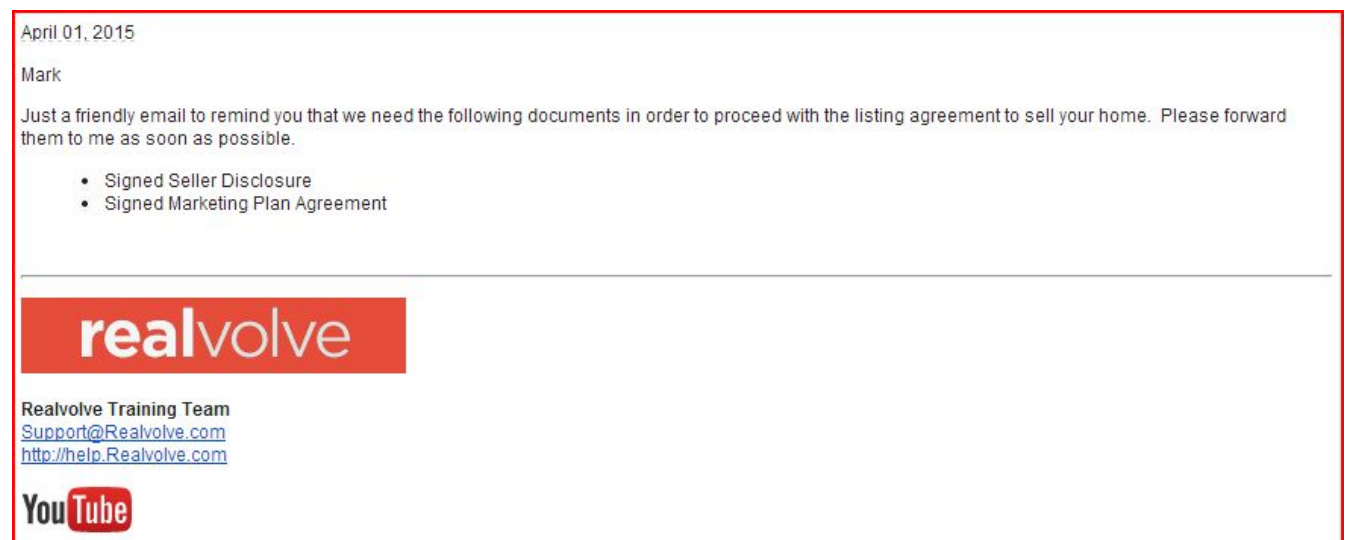 April 01, 2015
Mark
Just a friendly email to remind you that we need the following documents in order to proceed with the listing agreement to sell your home.  Please forward
them to me as soon as possible.
• Signed Seller Disclosure
• Signed Marketing Plan Agreement
realvolve
Realvolve Training Team
Support@Realvolve.com
http://help.Realvolve.com
YouTube